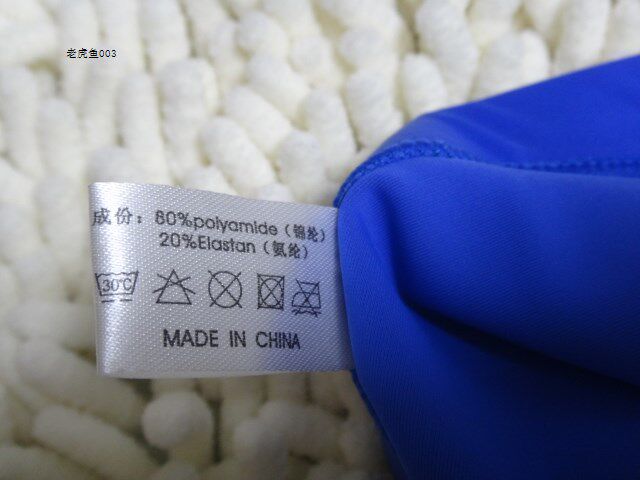 老虎鱼003
成份：80%polyamide（锦纶）
20%Elastan（氨纶）
30℃
MADE IN CHINA